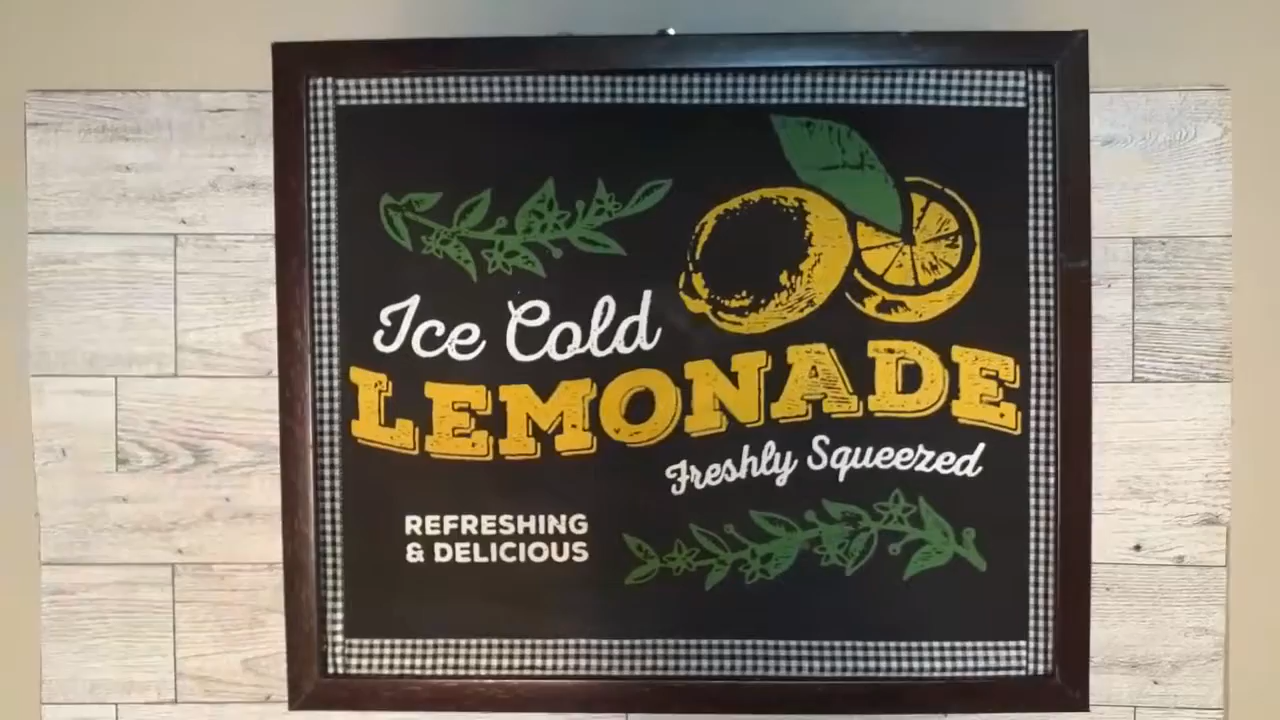 Ice Cold
LEMONADE
Freshly Squeezed
REFRESHING
& DELICIOUS